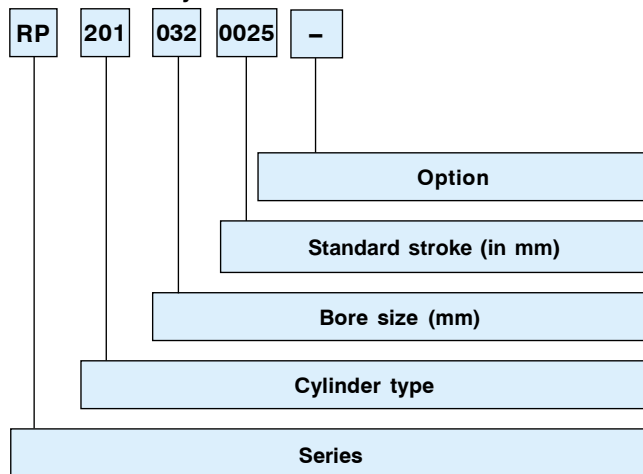 RP 201 032 0025 –
Option
Standard stroke (in mm)
Bore size (mm)
Cylinder type
Series